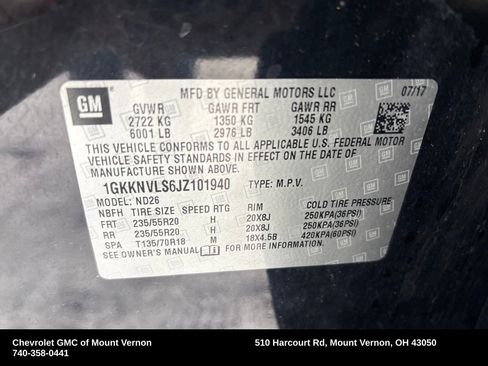 GM
MFD BY GENERAL MOTORS LLC 07/17
GVWR GAWR FRT GAWR RR
2722 KG 1350 KG 1545 KG
6001 LB 2976 LB 3406 LB
THIS VEHICLE CONFORMS TO ALL APPLICABLE U.S. FEDERAL MOTOR
VEHICLE SAFETY AND THEFT PREVENTION STANDARDS IN EFFECT ON THE DATE OF
MANUFACTURE SHOWN ABOVE.
1GKKNVLS6JZ101940 TYPE: M.P.V.
MODEL: ND26
NBFH TIRE SIZE SPEED RTG RIM COLD TIRE PRESSURE
FRT 235/55R20 H 20X8J 250KPA(36PSI)
RR 235/55R20 H 20X8J 250KPA(36PSI)
SPA T135/70R18 M 18X4.5B 420KPA(60PSI)
SEE OWNER'S MANUAL FOR MORE INFORMATION.
Chevrolet GMC of Mount Vernon 510 Harcourt Rd, Mount Vernon, OH 43050
740-358-0441